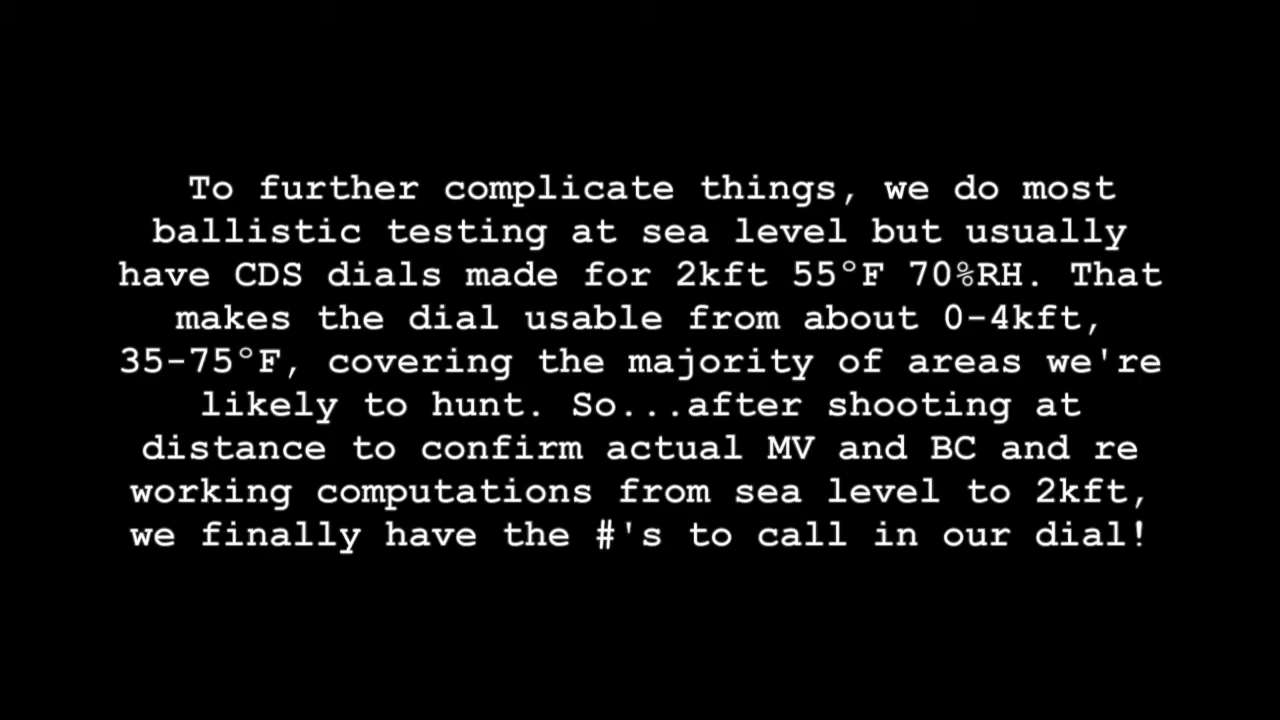 To further complicate things, we do most
ballistic testing at sea level but usually
have CDS dials made for 2kft 55°F 70%RH. That
makes the dial usable from about 0-4kft,
35-75°F, covering the majority of areas we're
likely to hunt. So...after shooting at
distance to confirm actual MV and BC and re
working computations from sea level to 2kft,
we finally have the #'s to call in our dial!